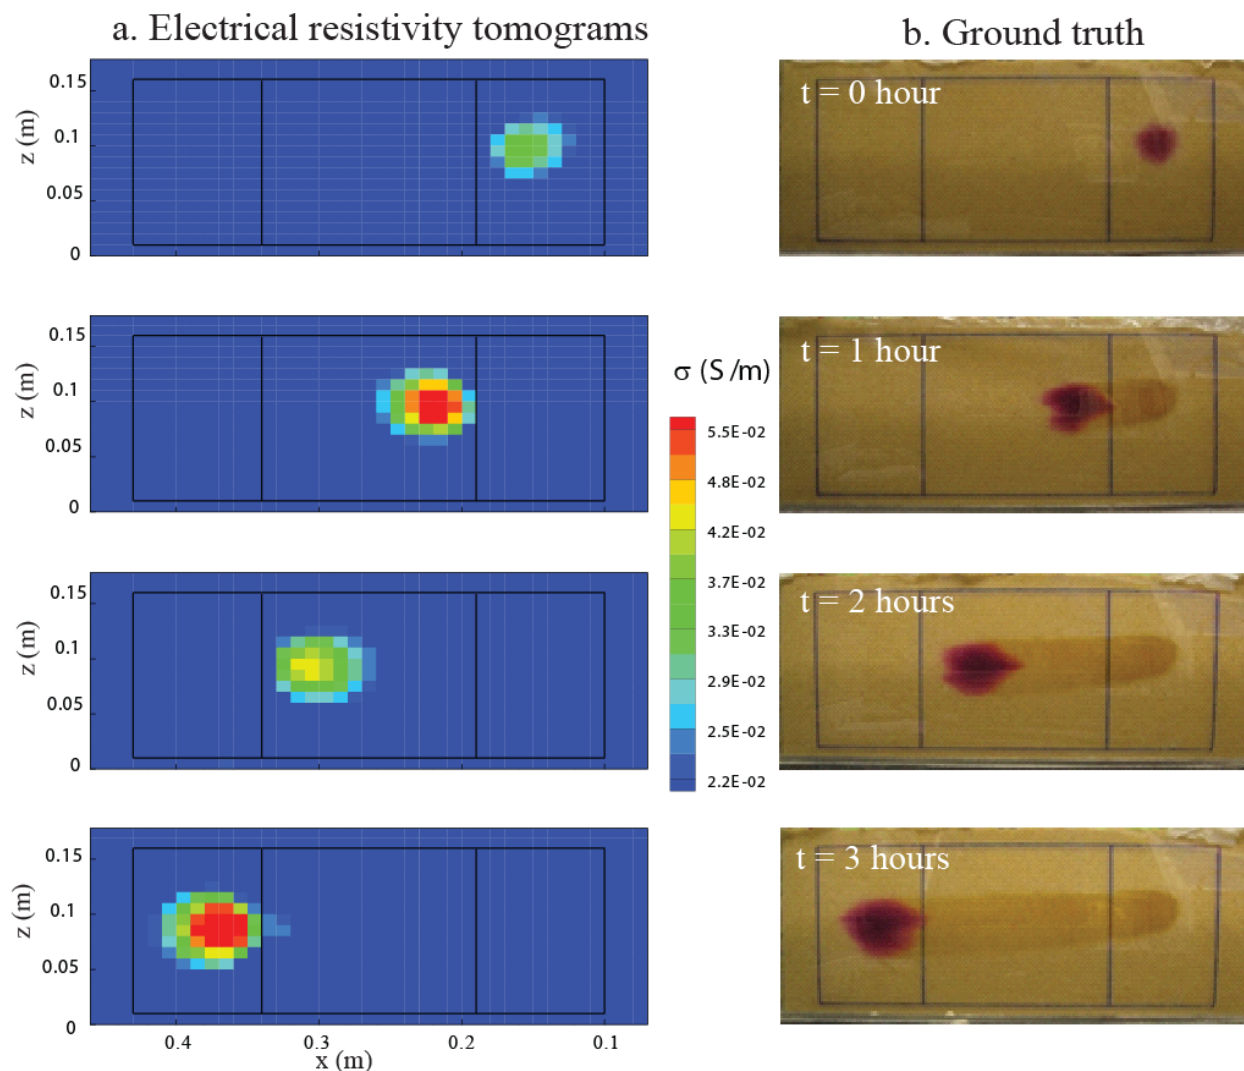 a. Electrical resistivity tomograms
b. Ground truth
0.15
z (m)
0.1
0.05
0
t = 0 hour
0.15
z (m)
0.1
0.05
0
t = 1 hour
σ (S /m)
5.5E-02
4.8E-02
4.2E-02
3.7E-02
3.3E-02
2.9E-02
2.5E-02
2.2E-02
0.15
z (m)
0.1
0.05
0
t = 2 hours
0.15
z (m)
0.1
0.05
0
t = 3 hours
0.4 0.3 0.2 0.1
x (m)